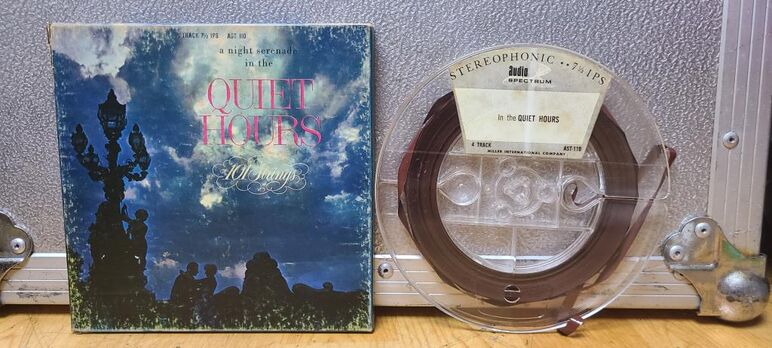 TRACK 7½ IPS AST 110
a night serenade
in the
QUIET
HOURS
101 Strings
STEREOPHONIC •• 7½ IPS
audio
SPECTRUM
In the QUIET HOURS
4 TRACK AST-110
MILLER INTERNATIONAL COMPANY